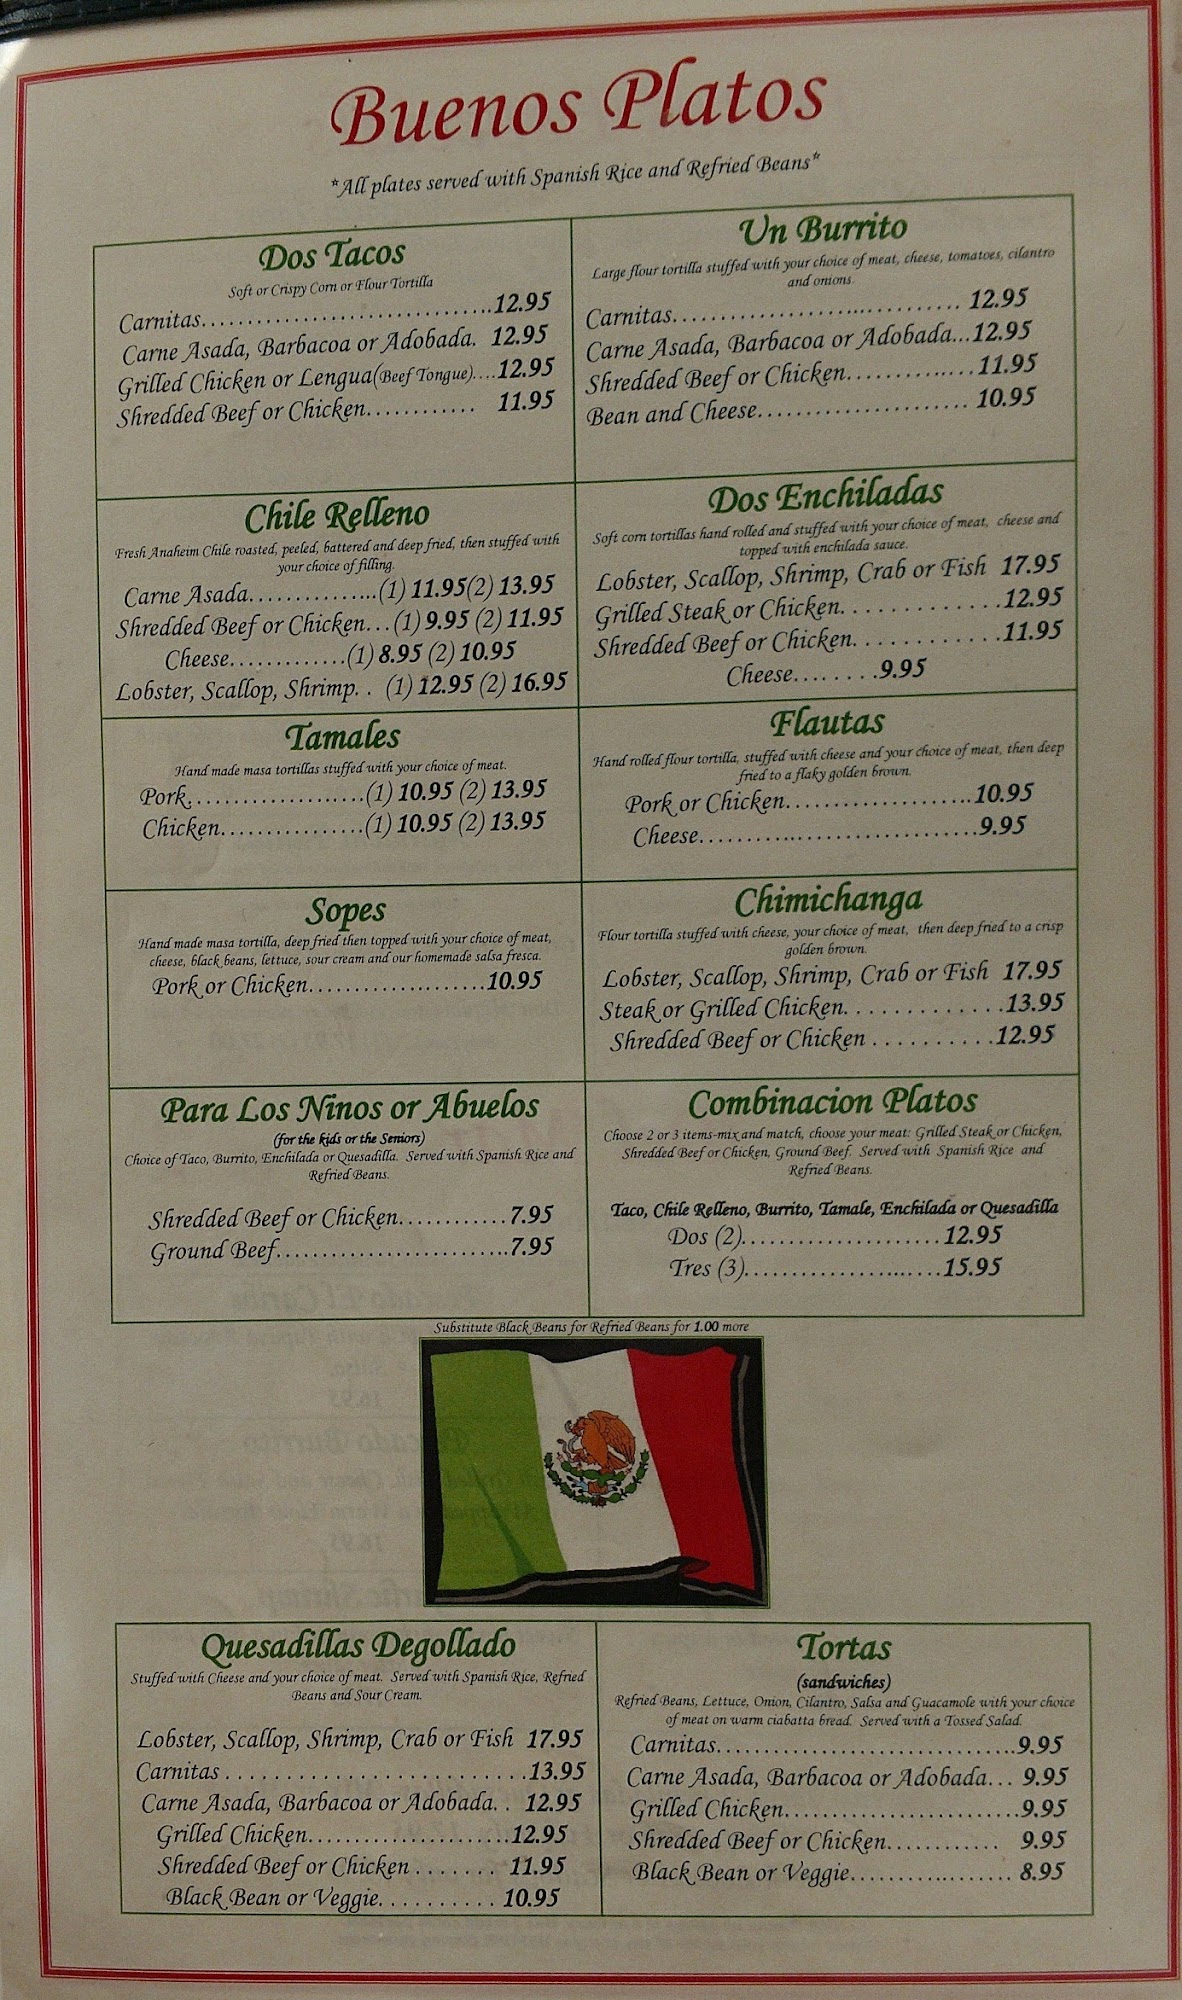 Buenos Platos
*All plates served with Spanish Rice and Refried Beans*
Dos Tacos
Soft or Crispy Corn or Flour Tortilla
Carnitas................................12.95
Carne Asada, Barbacoa or Adobada. 12.95
Grilled Chicken or Lengua(Beef Tongue)....12.95
Shredded Beef or Chicken............ 11.95
Un Burrito
Large flour tortilla stuffed with your choice of meat, cheese, tomatoes, cilantro
and onions.
Carnitas................................ 12.95
Carne Asada, Barbacoa or Adobada...12.95
Shredded Beef or Chicken..............11.95
Bean and Cheese....................... 10.95
Chile Relleno
Fresh Anaheim Chile roasted, peeled, battered and deep fried, then stuffed with
your choice of filling.
Carne Asada...............(1) 11.95(2) 13.95
Shredded Beef or Chicken...(1) 9.95 (2) 11.95
Cheese.............(1) 8.95 (2) 10.95
Lobster, Scallop, Shrimp. . (1) 12.95 (2) 16.95
Dos Enchiladas
Soft corn tortillas hand rolled and stuffed with your choice of meat, cheese and
topped with enchilada sauce.
Lobster, Scallop, Shrimp, Crab or Fish 17.95
Grilled Steak or Chicken. . . . . . . . . . . . .12.95
Shredded Beef or Chicken. . . . . . . . . . . .11.95
Cheese.........9.95
Tamales
Hand made masa tortillas stuffed with your choice of meat.
Pork....................(1) 10.95 (2) 13.95
Chicken................(1) 10.95 (2) 13.95
Flautas
Hand rolled flour tortilla, stuffed with cheese and your choice of meat, then deep
fried to a flaky golden brown.
Pork or Chicken.....................10.95
Cheese...............................9.95
Sopes
Hand made masa tortilla, deep fried then topped with your choice of meat,
cheese, black beans, lettuce, sour cream and our homemade salsa fresca.
Pork or Chicken....................10.95
Chimichanga
Flour tortilla stuffed with cheese, your choice of meat, then deep fried to a crisp
golden brown.
Lobster, Scallop, Shrimp, Crab or Fish 17.95
Steak or Grilled Chicken. . . . . . . . . . . . .13.95
Shredded Beef or Chicken . . . . . . . . . .12.95
Para Los Ninos or Abuelos
(for the kids or the Seniors)
Choice of Taco, Burrito, Enchilada or Quesadilla. Served with Spanish Rice and
Refried Beans.
Shredded Beef or Chicken............7.95
Ground Beef..........................7.95
Combinacion Platos
Choose 2 or 3 items-mix and match, choose your meat: Grilled Steak or Chicken,
Shredded Beef or Chicken, Ground Beef. Served with Spanish Rice and
Refried Beans.
Taco, Chile Relleno, Burrito, Tamale, Enchilada or Quesadilla
Dos (2)......................12.95
Tres (3)......................15.95
Substitute Black Beans for Refried Beans for 1.00 more
Quesadillas Degollado
Stuffed with Cheese and your choice of meat. Served with Spanish Rice, Refried
Beans and Sour Cream.
Lobster, Scallop, Shrimp, Crab or Fish 17.95
Carnitas . . . . . . . . . . . . . . . . . . . . . . . . .13.95
Carne Asada, Barbacoa or Adobada. . 12.95
Grilled Chicken......................12.95
Shredded Beef or Chicken . . . . . . . 11.95
Black Bean or Veggie. . . . . . . . . . 10.95
Tortas
(sandwiches)
Refried Beans, Lettuce, Onion, Cilantro, Salsa and Guacamole with your choice
of meat on warm ciabatta bread. Served with a Tossed Salad.
Carnitas.................................9.95
Carne Asada, Barbacoa or Adobada... 9.95
Grilled Chicken..........................9.95
Shredded Beef or Chicken............ 9.95
Black Bean or Veggie.................. 8.95